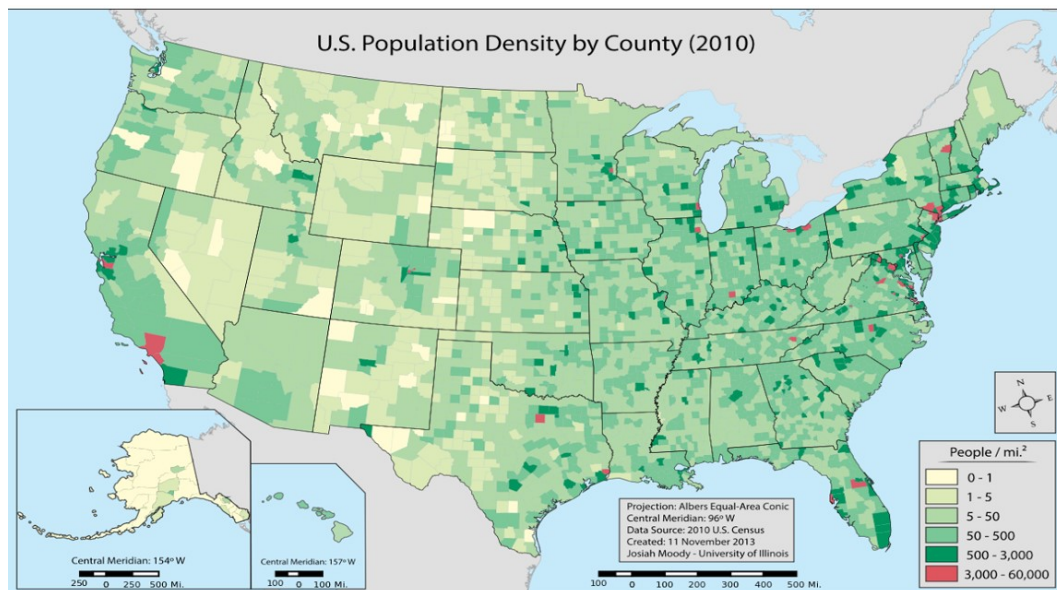 U.S. Population Density by County (2010)
N
W E
S
People / mi.²
0 - 1
1 - 5
5 - 50
50 - 500
500 - 3,000
3,000 - 60,000
Projection: Albers Equal-Area Conic
Central Meridian: 96º W
Data Source: 2010 U.S. Census
Created: 11 November 2013
Josiah Moody - University of Illinois
Central Meridian: 154º W
250 0 250 500 Mi.
Central Meridian: 157º W
100 0 100 Mi.
100 0 100 200 300 400 500 Mi.